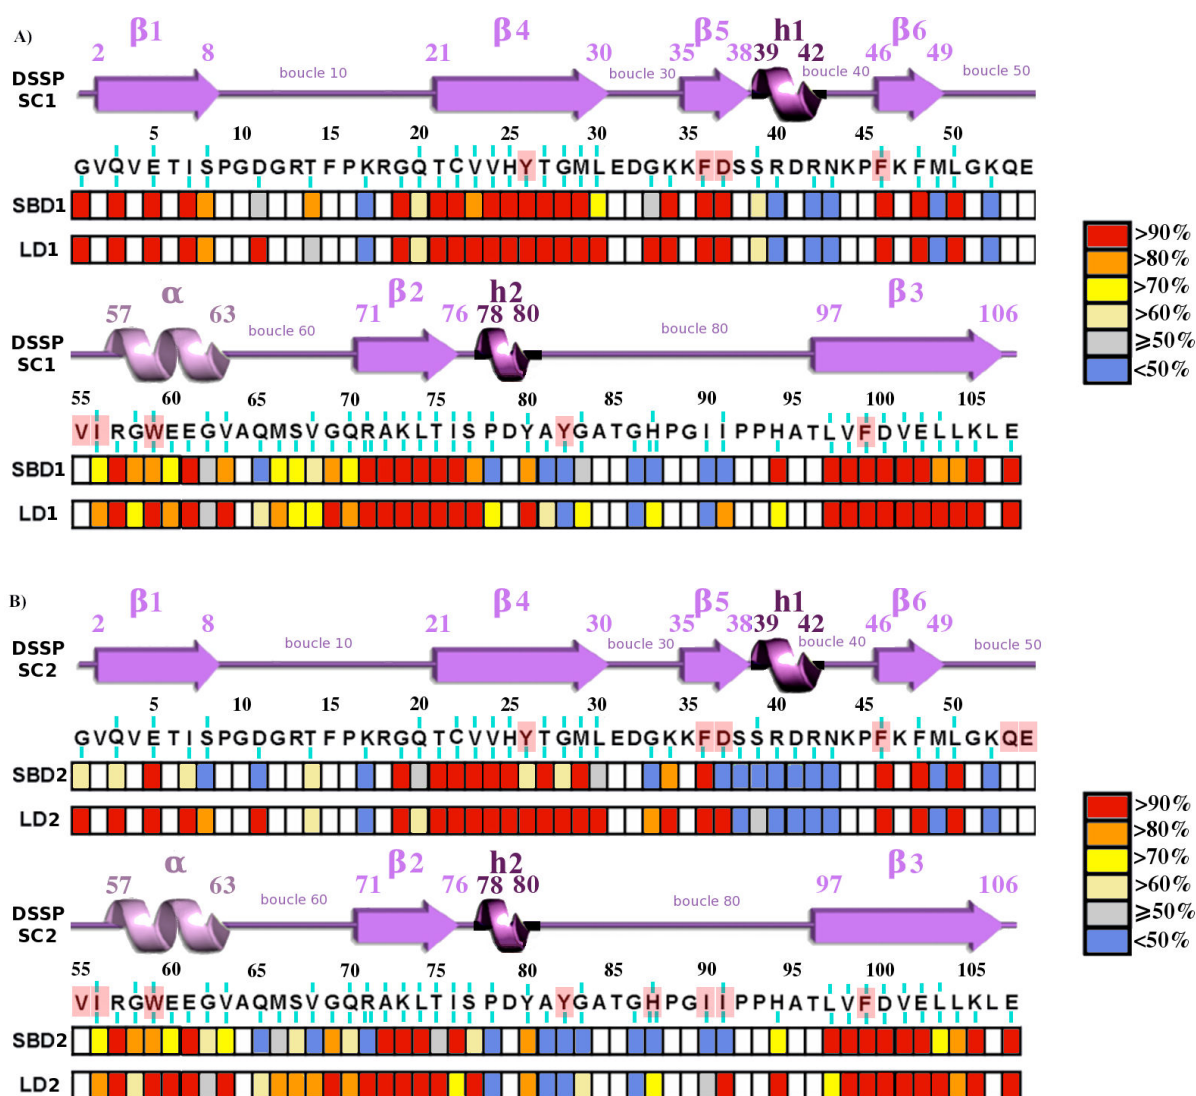 A)
β1 β4 β5 h1 β6
2 8 21 30 35 38 39 42 46 49
DSSP SC1 boucle 10 boucle 30 boucle 40 boucle 50
5 10 15 20 25 30 35 40 45 50
GVQVETISPGDGRTFPKRGQTCVVHYTGMLEDGKKFDSSRDRNKPFKFMLGKQE
SBD1
LD1
α β2 h2 β3
57 63 71 76 78 80 97 106
DSSP SC1 boucle 60 boucle 80
55 60 65 70 75 80 85 90 95 100 105
VIRGWEEGVAQMSVGQRAKLTISPDYAYGATGHPGIIPPHATLVFDVELLKLE
SBD1
LD1
>90%
>80%
>70%
>60%
⩾50%
<50%
B)
β1 β4 β5 h1 β6
2 8 21 30 35 38 39 42 46 49
DSSP SC2 boucle 10 boucle 30 boucle 40 boucle 50
5 10 15 20 25 30 35 40 45 50
GVQVETISPGDGRTFPKRGQTCVVHYTGMLEDGKKFDSSRDRNKPFKFMLGKQE
SBD2
LD2
α β2 h2 β3
57 63 71 76 78 80 97 106
DSSP SC2 boucle 60 boucle 80
55 60 65 70 75 80 85 90 95 100 105
VIRGWEEGVAQMSVGQRAKLTISPDYAYGATGHPGIIPPHATLVFDVELLKLE
SBD2
LD2
>90%
>80%
>70%
>60%
⩾50%
<50%